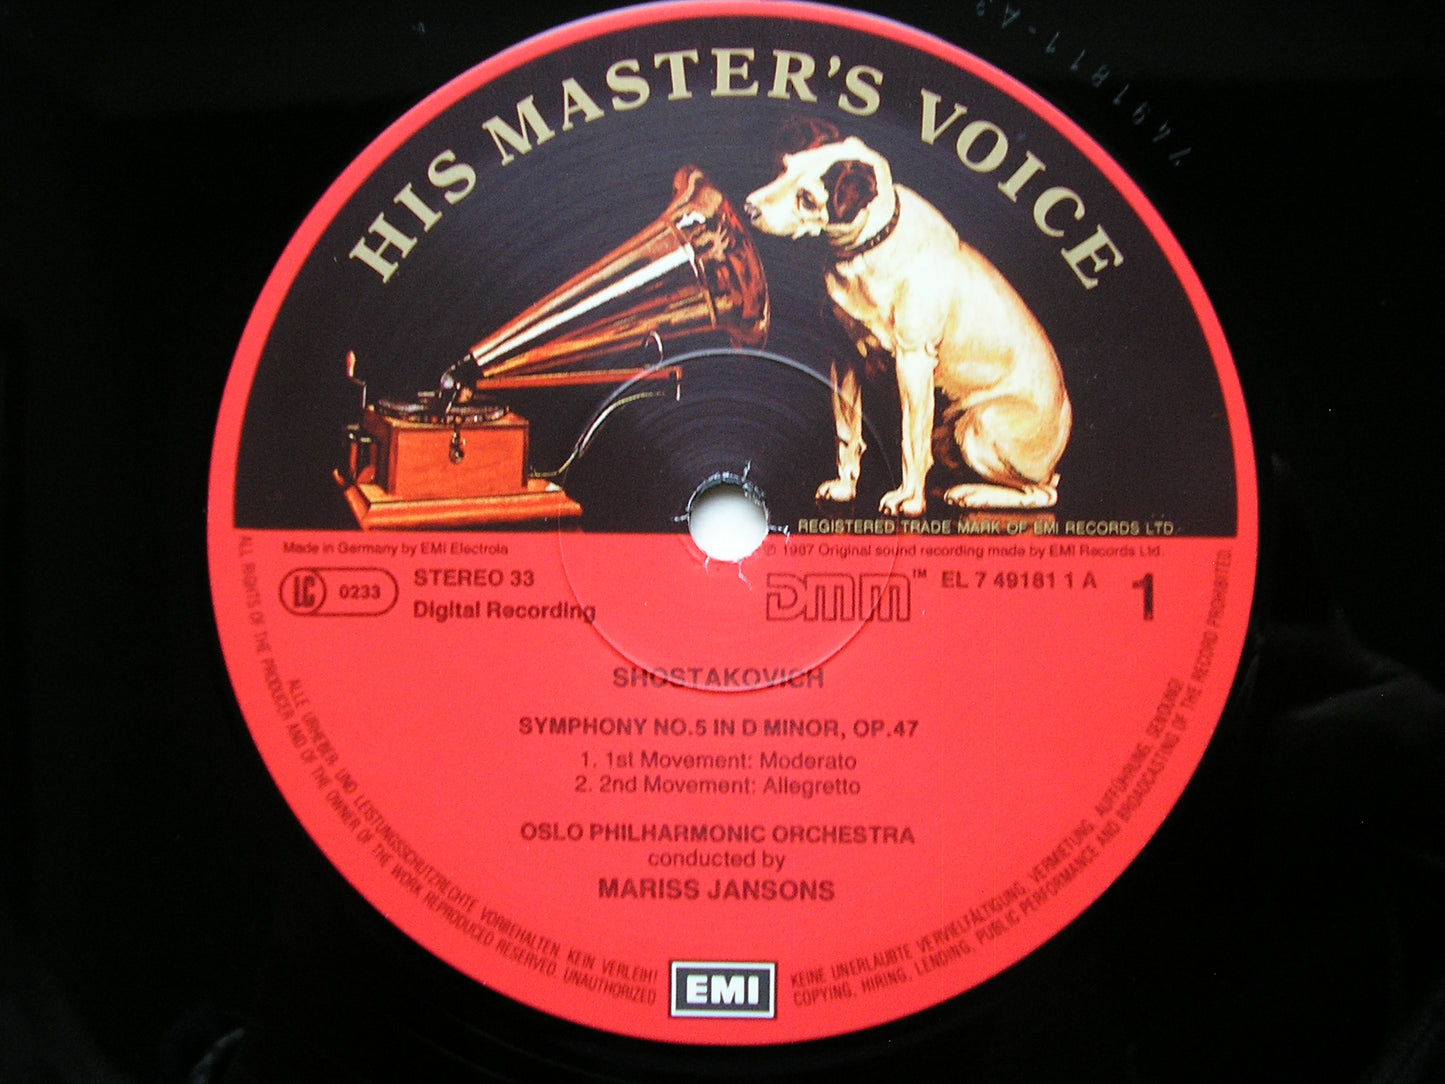 HIS MASTER'S VOICE
REGISTERED TRADE MARK OF EMI RECORDS LTD
Made in Germany by EMI Electrola
℗ 1987 Original sound recording made by EMI Records Ltd.
LC 0233
STEREO 33
Digital Recording
DMM™
EL 7 49181 1 A
1
SHOSTAKOVICH
SYMPHONY NO.5 IN D MINOR, OP.47
1. 1st Movement: Moderato
2. 2nd Movement: Allegretto
OSLO PHILHARMONIC ORCHESTRA
conducted by
MARISS JANSONS
EMI
ALLE URHEBER- UND LEISTUNGSSCHUTZRECHTE VORBEHALTEN. KEIN VERLEIH! KEINE UNERLAUBTE VERVIELFÄLTIGUNG, VERMIETUNG, AUFFÜHRUNG, SENDUNG!
ALL RIGHTS OF THE PRODUCER AND OF THE OWNER OF THE WORK REPRODUCED RESERVED. UNAUTHORIZED COPYING, HIRING, LENDING, PUBLIC PERFORMANCE AND BROADCASTING OF THE RECORD PROHIBITED.